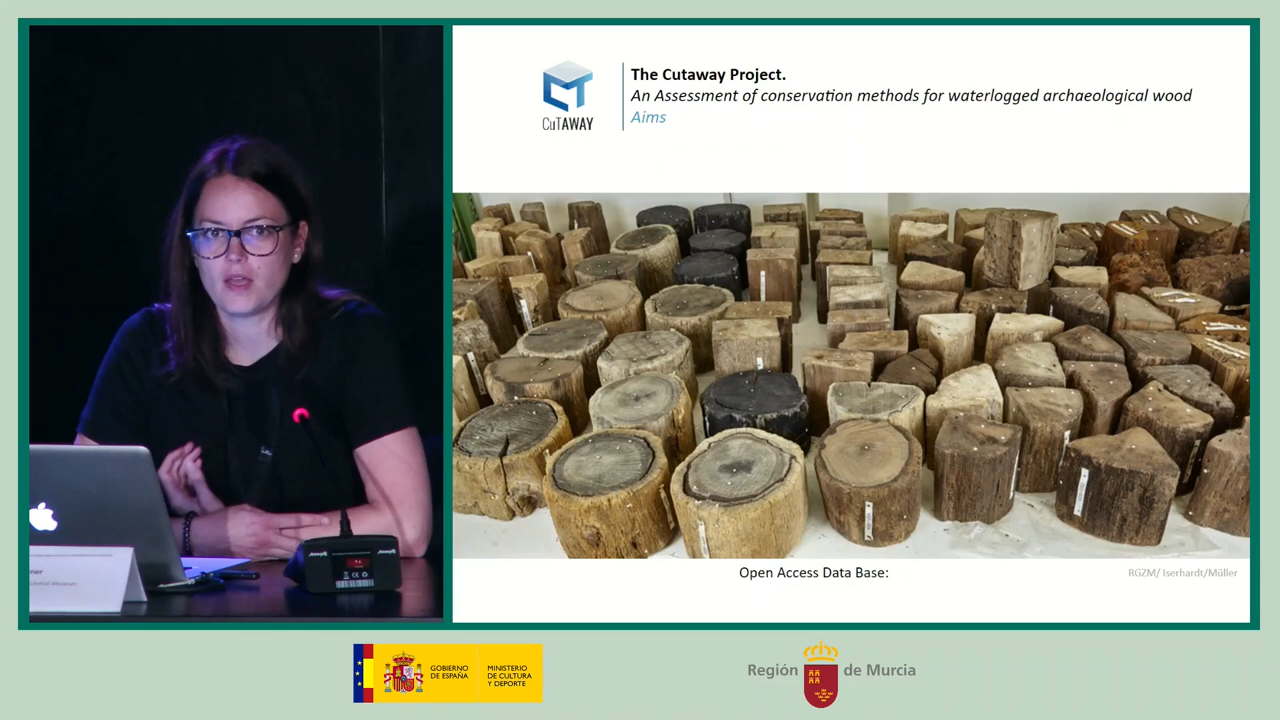 The Cutaway Project.
An Assessment of conservation methods for waterlogged archaeological wood
Aims
CuTAWAY
Open Access Data Base:
RGZM/ Iserhardt/Müller
GOBIERNO
DE ESPAÑA
MINISTERIO
DE CULTURA
Y DEPORTE
Región de Murcia